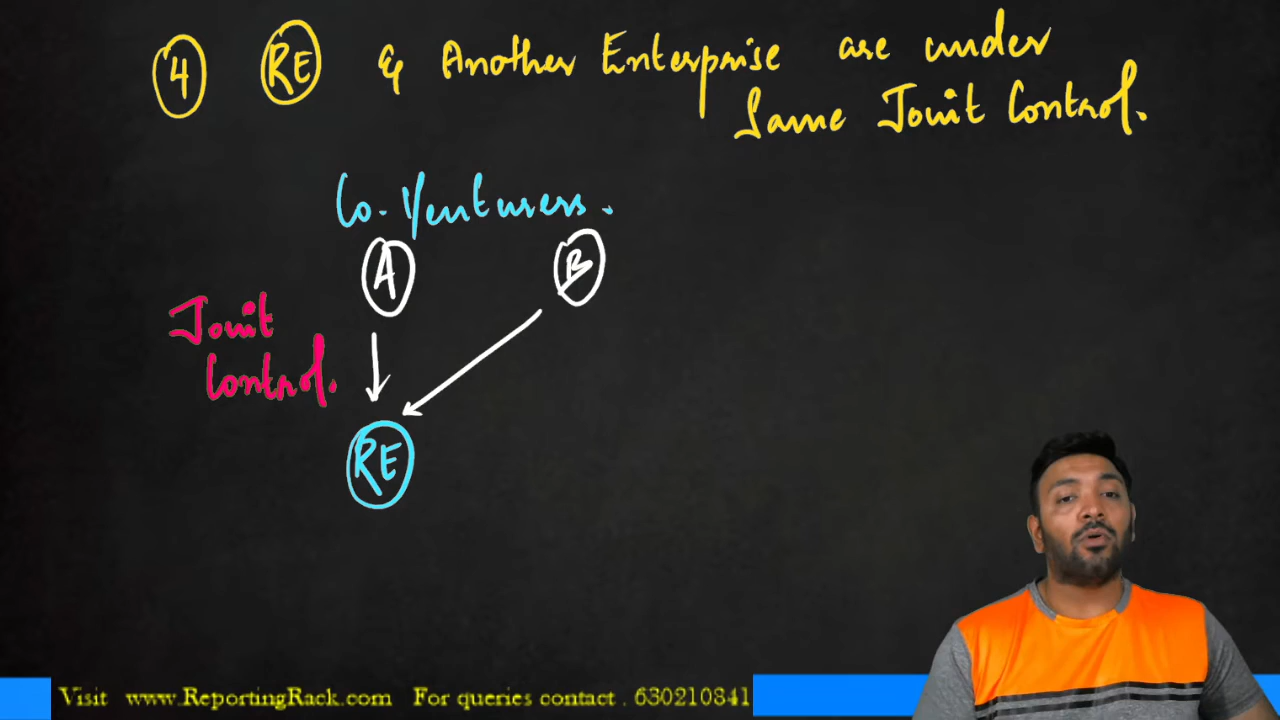 4 RE & Another Enterprise are under
Same Joint Control.
Co-Venturers.
A B
Joint
Control.
RE
Visit www.ReportingRack.com For queries contact . 630210841